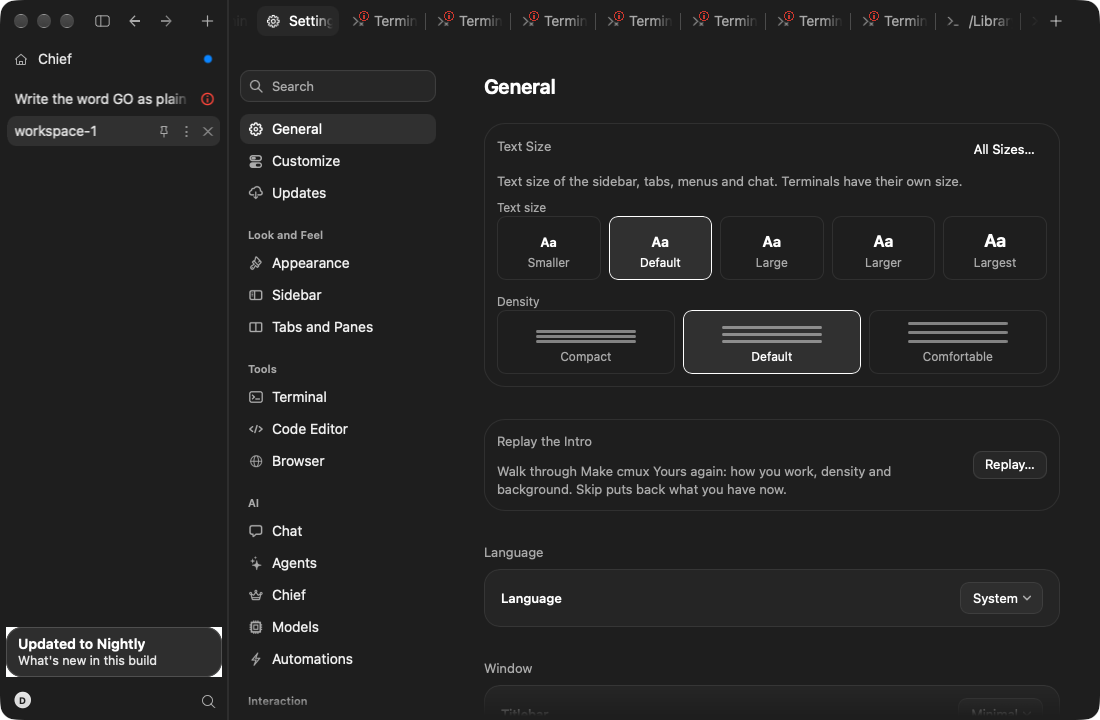 Setting
Termin
Termin
Termin
Termin
Termin
Termin
Termin
/Librar
Chief
Write the word GO as plain
workspace-1
Updated to Nightly
What's new in this build
D
Search
General
Customize
Updates
Look and Feel
Appearance
Sidebar
Tabs and Panes
Tools
Terminal
Code Editor
Browser
AI
Chat
Agents
Chief
Models
Automations
Interaction
General
Text Size
All Sizes...
Text size of the sidebar, tabs, menus and chat. Terminals have their own size.
Text size
Aa Aa Aa Aa Aa
Smaller Default Large Larger Largest
Density
Compact Default Comfortable
Replay the Intro
Walk through Make cmux Yours again: how you work, density and
background. Skip puts back what you have now.
Replay...
Language
Language
System
Window
Titlebar
Minimal